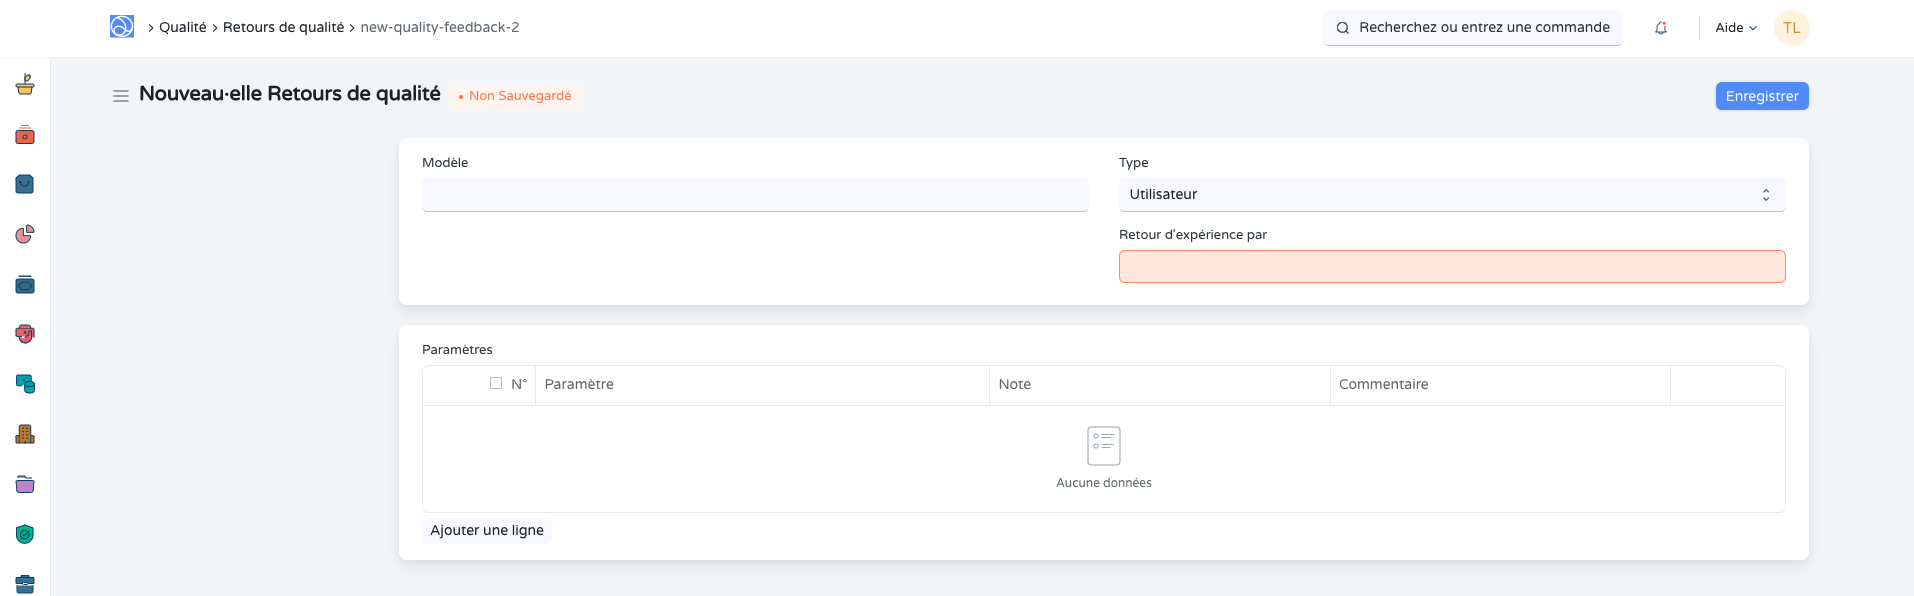 Qualité
Retours de qualité
new-quality-feedback-2
Recherchez ou entrez une commande
Aide
TL
Nouveau·elle Retours de qualité
Non Sauvegardé
Enregistrer
Modèle
Type
Utilisateur
Retour d'expérience par
Paramètres
N° Paramètre Note Commentaire
Aucune données
Ajouter une ligne